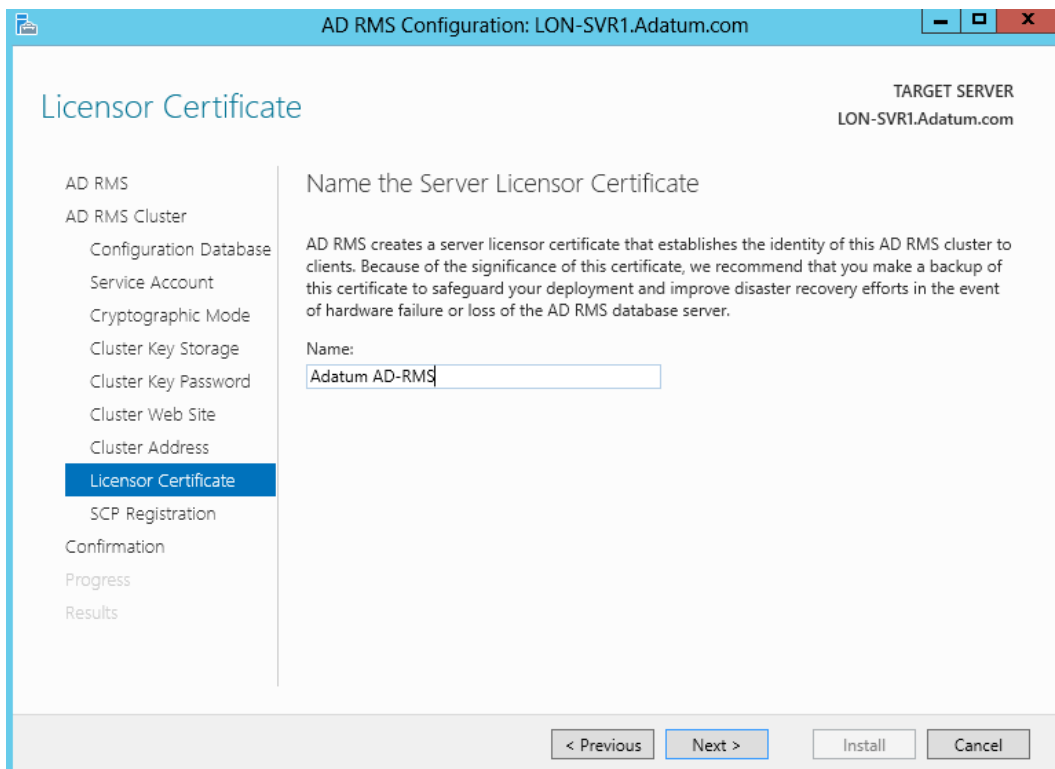 AD RMS Configuration: LON-SVR1.Adatum.com
Licensor Certificate
TARGET SERVER
LON-SVR1.Adatum.com
AD RMS
AD RMS Cluster
Configuration Database
Service Account
Cryptographic Mode
Cluster Key Storage
Cluster Key Password
Cluster Web Site
Cluster Address
Licensor Certificate
SCP Registration
Confirmation
Progress
Results
Name the Server Licensor Certificate
AD RMS creates a server licensor certificate that establishes the identity of this AD RMS cluster to
clients. Because of the significance of this certificate, we recommend that you make a backup of
this certificate to safeguard your deployment and improve disaster recovery efforts in the event
of hardware failure or loss of the AD RMS database server.
Name:
Adatum AD-RMS
< Previous
Next >
Install
Cancel